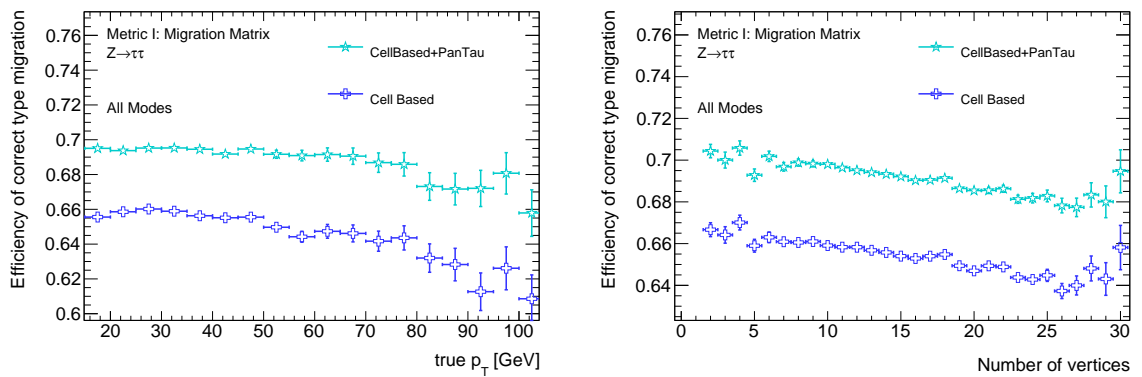 Efficiency of correct type migration
0.76
0.74
0.72
0.7
0.68
0.66
0.64
0.62
0.6
Metric I: Migration Matrix
Z→ττ
All Modes
CellBased+PanTau
Cell Based
20 30 40 50 60 70 80 90 100
true p_T [GeV]
Efficiency of correct type migration
0.76
0.74
0.72
0.7
0.68
0.66
0.64
Metric I: Migration Matrix
Z→ττ
All Modes
CellBased+PanTau
Cell Based
0 5 10 15 20 25 30
Number of vertices